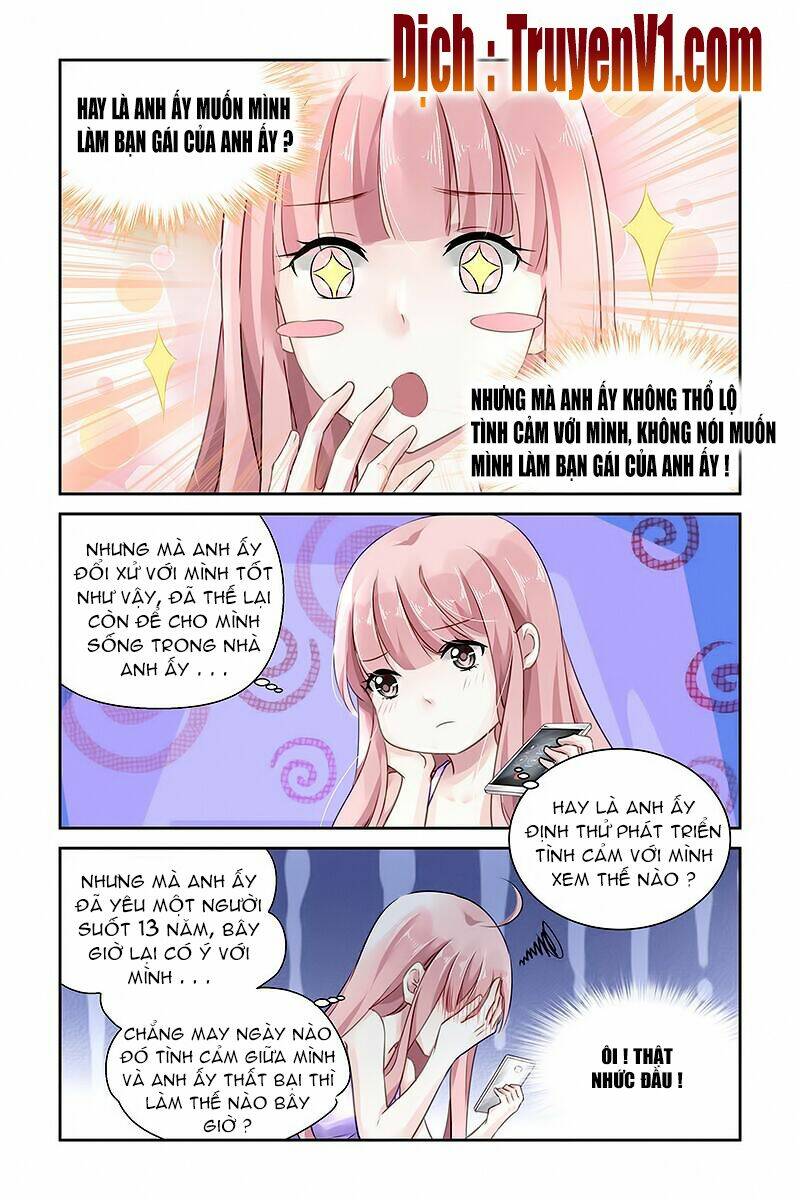 Dịch : TruyenV1.com
HAY LÀ ANH ẤY MUỐN MÌNH
LÀM BẠN GÁI CỦA ANH ẤY ?
NHƯNG MÀ ANH ẤY KHÔNG THỔ LỘ
TÌNH CẢM VỚI MÌNH, KHÔNG NÓI MUỐN
MÌNH LÀM BẠN GÁI CỦA ANH ẤY !
NHƯNG MÀ ANH ẤY
ĐỔI XỬ VỚI MÌNH TỐT
NHƯ VẬY, ĐÃ THẾ LẠI
CÒN ĐỂ CHO MÌNH
SỐNG TRONG NHÀ
ANH ẤY . . .
HAY LÀ ANH ẤY
ĐỊNH THỬ PHÁT TRIỂN
TÌNH CẢM VỚI MÌNH
XEM THẾ NÀO ?
NHƯNG MÀ ANH ẤY
ĐÃ YÊU MỘT NGƯỜI
SUỐT 13 NĂM, BÂY
GIỜ LẠI CÓ Ý VỚI
MÌNH . . .
CHẲNG MAY NGÀY NÀO
ĐÓ TÌNH CẢM GIỮA MÌNH
VÀ ANH ẤY THẤT BẠI THÌ
LÀM THẾ NÀO BÂY
GIỜ ?
ÔI ! THẬT
NHỨC ĐẦU !